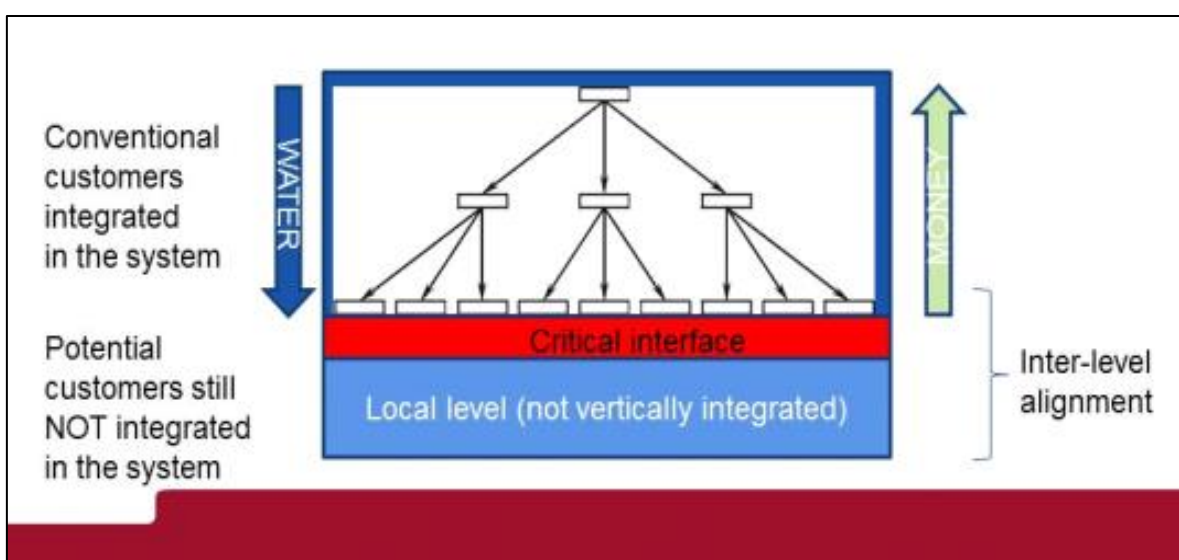 Conventional
customers
integrated
in the system
WATER
MONEY
Potential
customers still
NOT integrated
in the system
Critical interface
Local level (not vertically integrated)
Inter-level
alignment